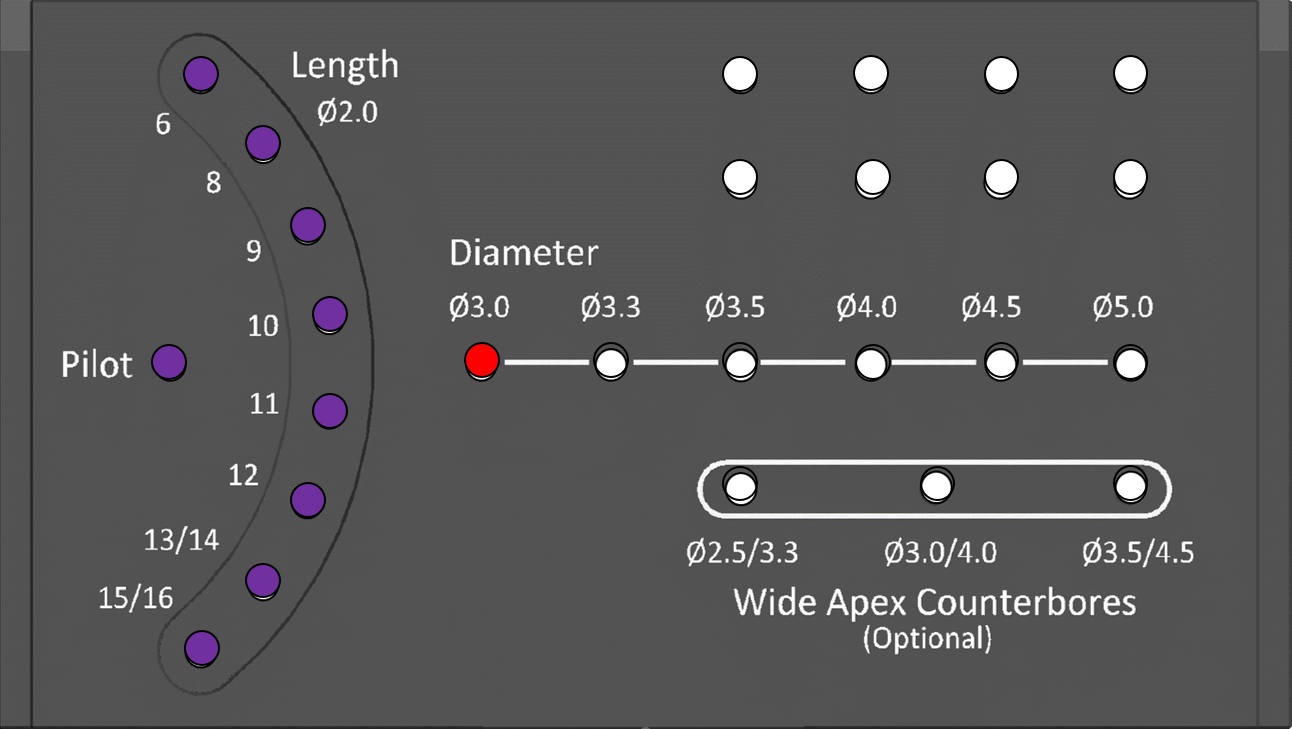 Length
Ø2.0
6
8
9
10
11
12
13/14
15/16
Pilot
Diameter
Ø3.0 Ø3.3 Ø3.5 Ø4.0 Ø4.5 Ø5.0
Ø2.5/3.3 Ø3.0/4.0 Ø3.5/4.5
Wide Apex Counterbores
(Optional)